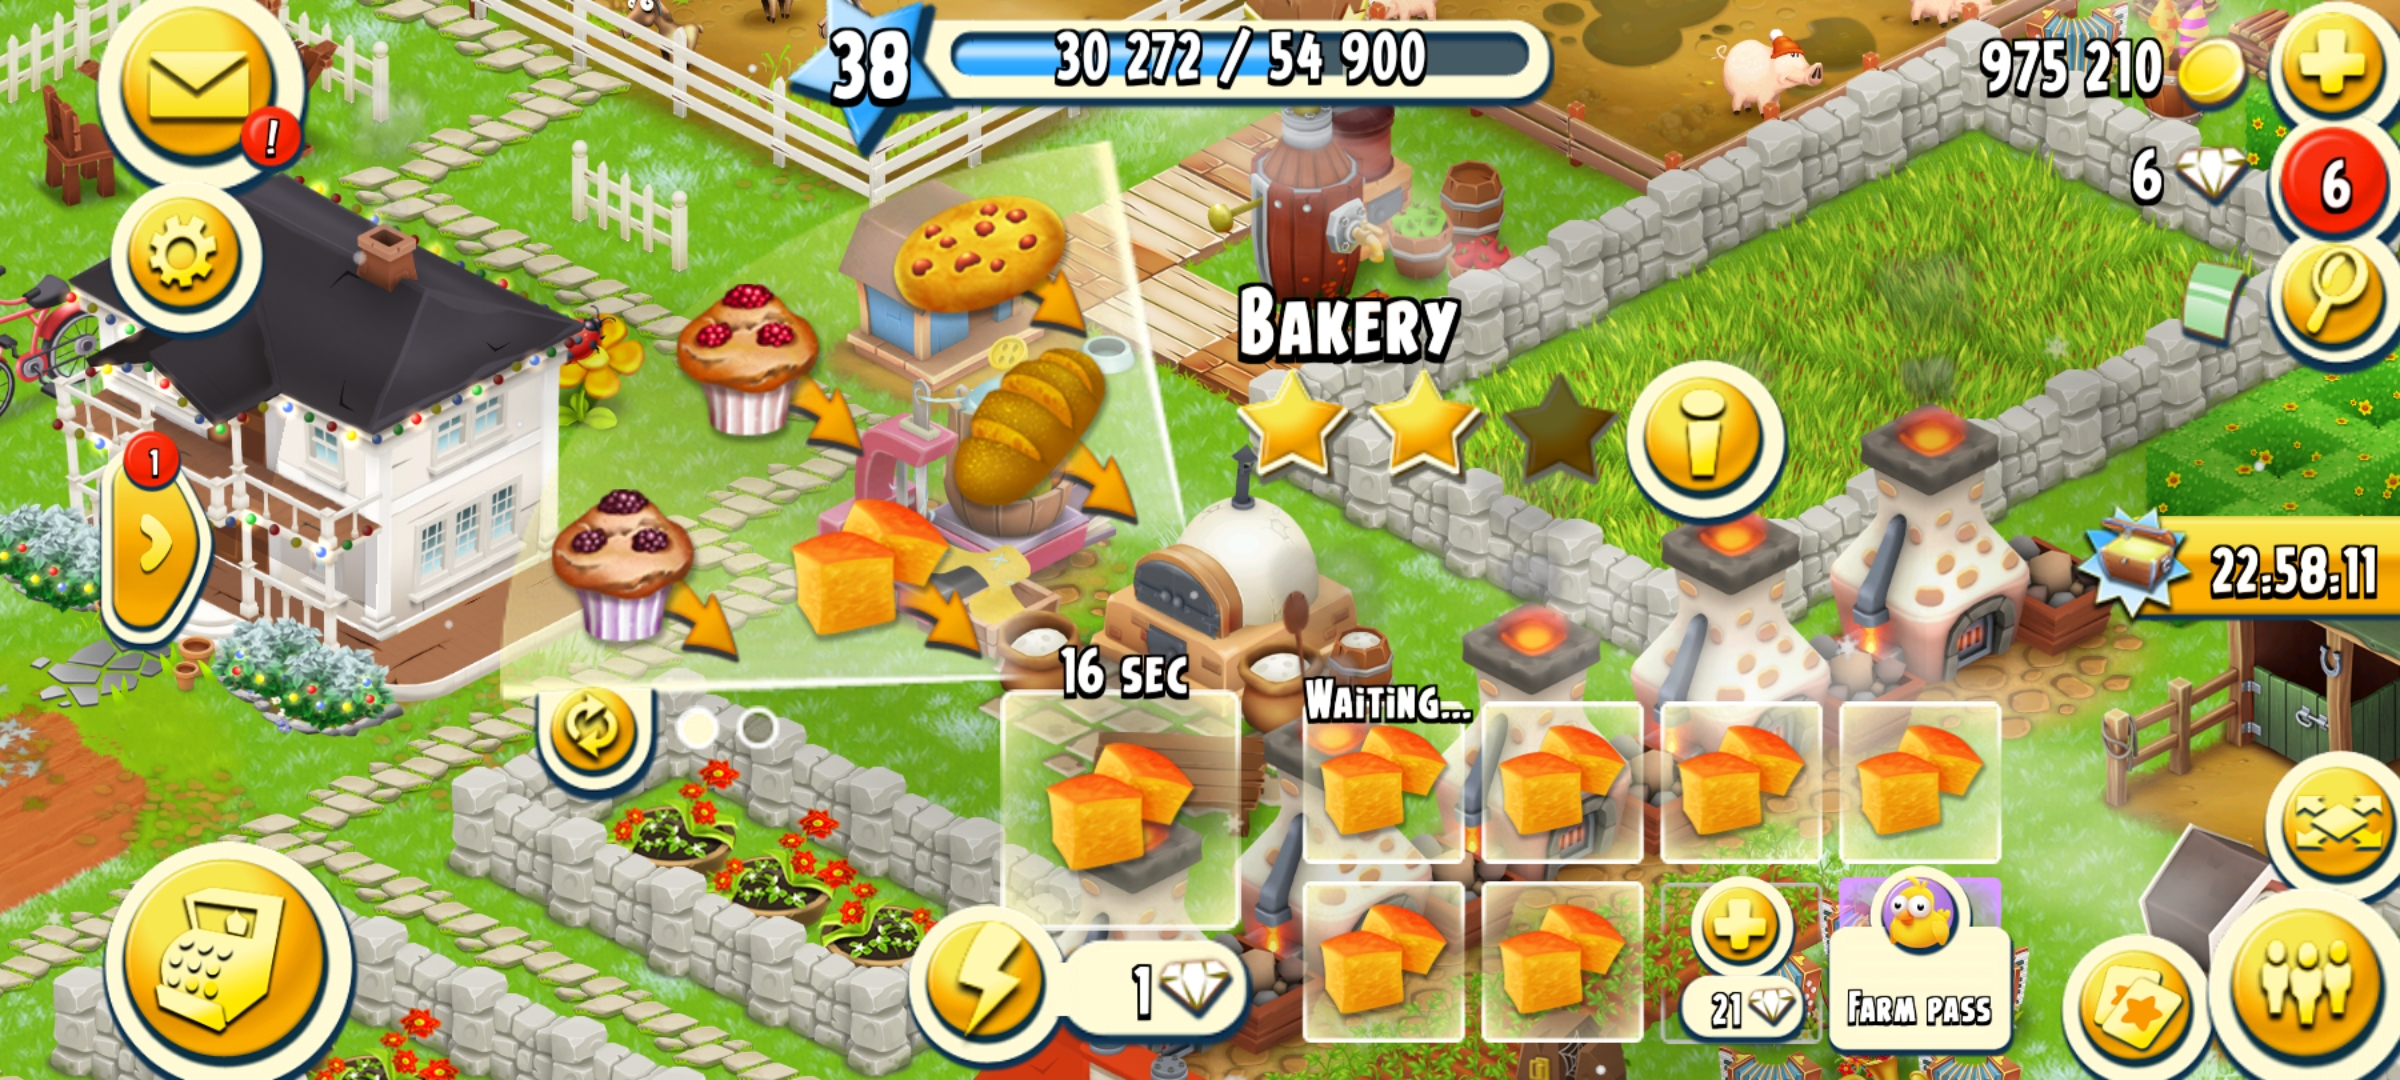 !
38
30 272 / 54 900
975 210
6
6
BAKERY
1
22:58:11
16 SEC
WAITING...
1
21
FARM PASS